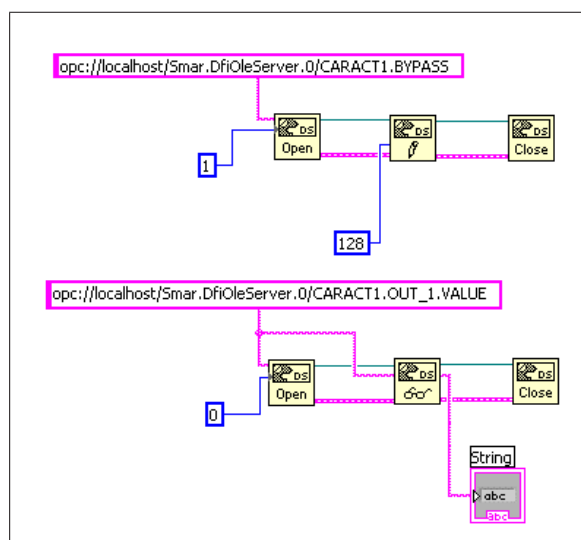 opc://localhost/Smar.DfiOleServer.0/CARACT1.BYPASS
DS DS DS
Open Close
1
128
opc://localhost/Smar.DfiOleServer.0/CARACT1.OUT_1.VALUE
DS DS DS
Open Close
0
String
abc
abc